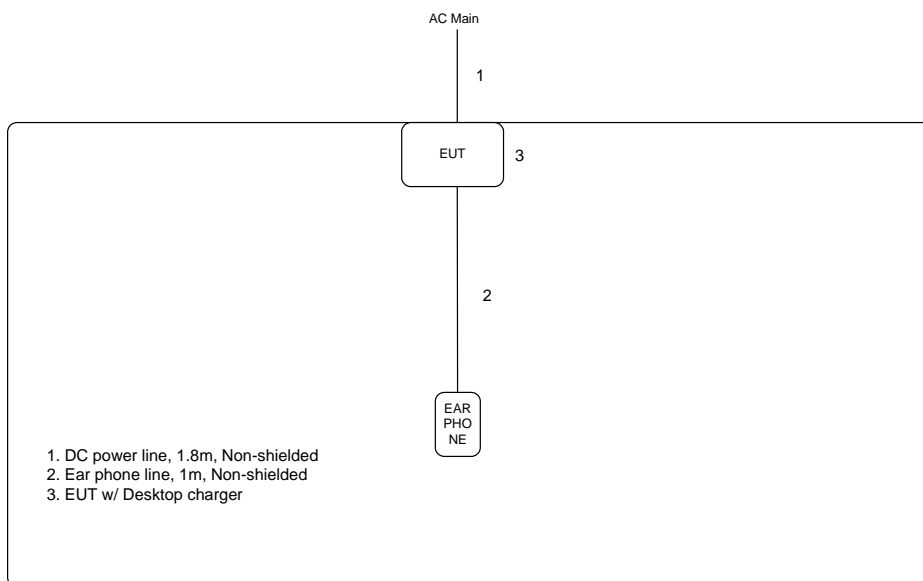 AC Main
1
EUT
3
2
EAR
PHO
NE
1. DC power line, 1.8m, Non-shielded
2. Ear phone line, 1m, Non-shielded
3. EUT w/ Desktop charger